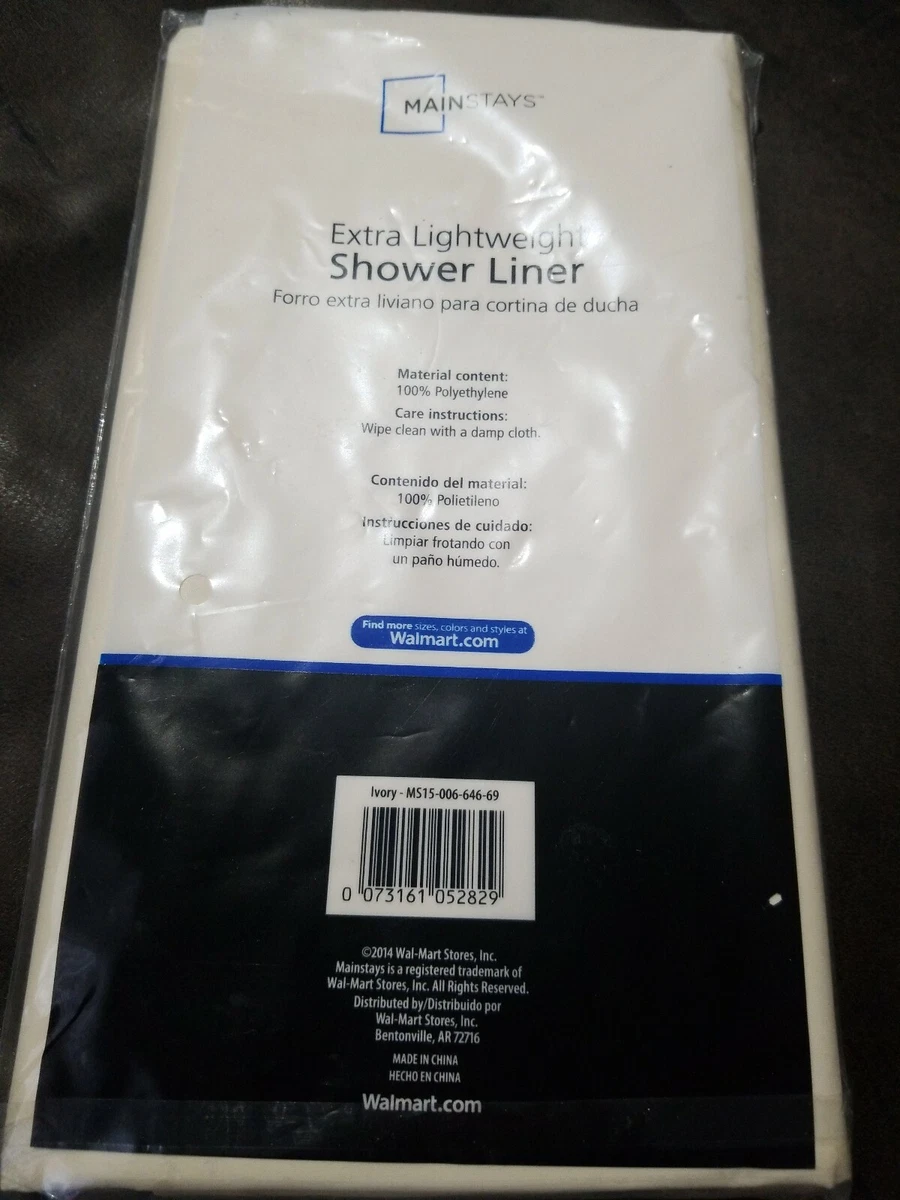 MAINSTAYS™
Extra Lightweight
Shower Liner
Forro extra liviano para cortina de ducha
Material content:
100% Polyethylene
Care instructions:
Wipe clean with a damp cloth.
Contenido del material:
100% Polietileno
Instrucciones de cuidado:
Limpiar frotando con
un paño húmedo.
Find more sizes, colors and styles at
Walmart.com
Ivory - MS15-006-646-69
0 073161 052829
©2014 Wal-Mart Stores, Inc.
Mainstays is a registered trademark of
Wal-Mart Stores, Inc. All Rights Reserved.
Distributed by/Distribuido por
Wal-Mart Stores, Inc.
Bentonville, AR 72716
MADE IN CHINA
HECHO EN CHINA
Walmart.com